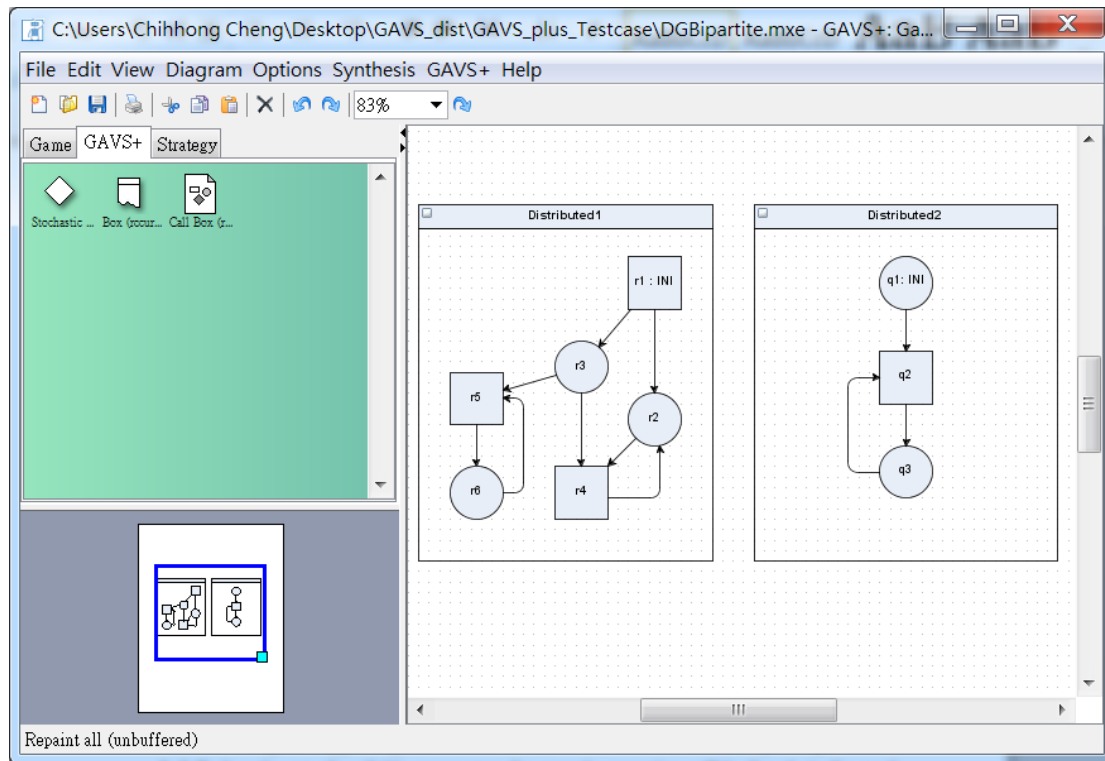 C:\Users\Chihhong Cheng\Desktop\GAVS_dist\GAVS_plus_Testcase\DGBipartite.mxe - GAVS+: Ga...
File Edit View Diagram Options Synthesis GAVS+ Help
83%
Game GAVS+ Strategy
Stochastic ... Box (recur... Call Box (r...
Distributed1
Distributed2
r1 : INI
q1: INI
r3
q2
r5
r2
q3
r6
r4
Repaint all (unbuffered)